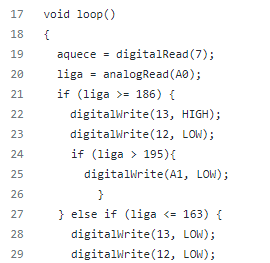 17 void loop()
18 {
19 aquece = digitalRead(7);
20 liga = analogRead(A0);
21 if (liga >= 186) {
22 digitalWrite(13, HIGH);
23 digitalWrite(12, LOW);
24 if (liga > 195){
25 digitalWrite(A1, LOW);
26 }
27 } else if (liga <= 163) {
28 digitalWrite(13, LOW);
29 digitalWrite(12, LOW);